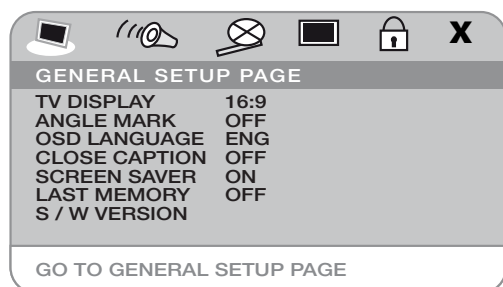 X
GENERAL SETUP PAGE
TV DISPLAY 16:9
ANGLE MARK OFF
OSD LANGUAGE ENG
CLOSE CAPTION OFF
SCREEN SAVER ON
LAST MEMORY OFF
S / W VERSION
GO TO GENERAL SETUP PAGE